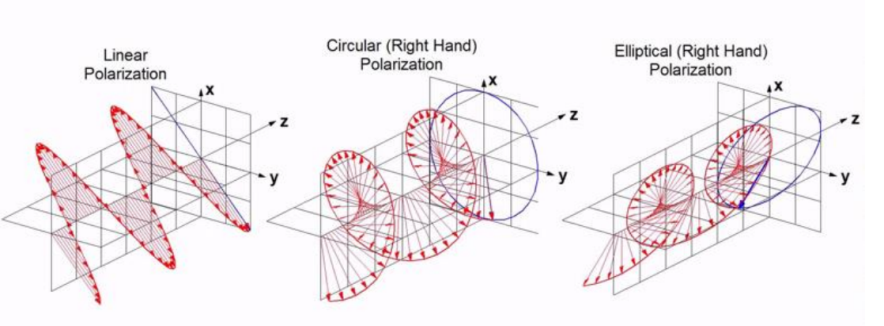 Linear
Polarization
x
z
y
Circular (Right Hand)
Polarization
x
z
y
Elliptical (Right Hand)
Polarization
x
z
y